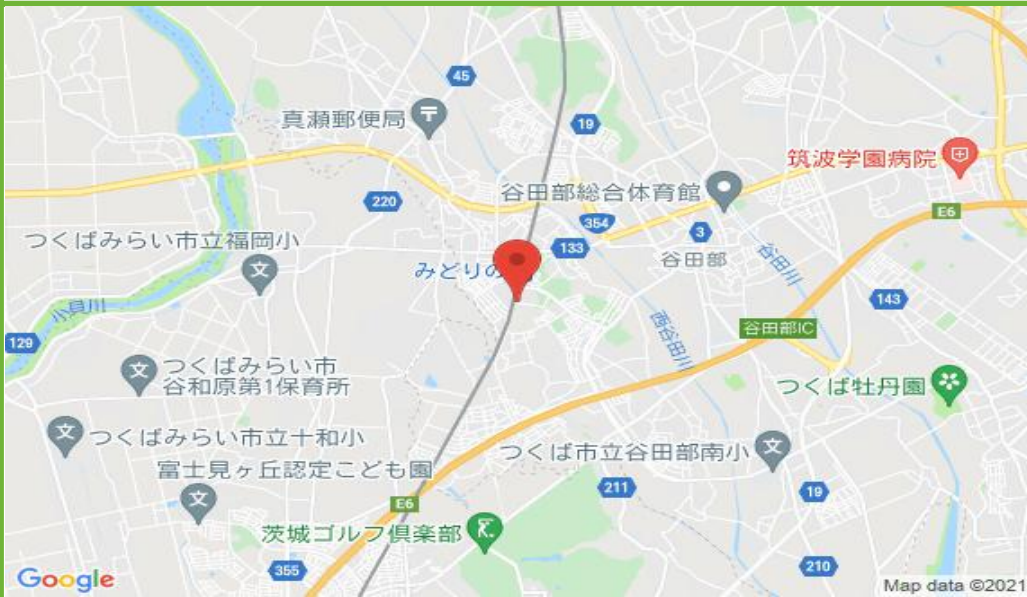 45
真瀬郵便局
19
筑波学園病院
谷田部総合体育館
220
354
E6
3
つくばみらい市立福岡小
133
谷田部
みどりの
谷田川
小貝川
143
西谷田川
谷田部IC
129
つくばみらい市
谷和原第1保育所
つくば牡丹園
つくばみらい市立十和小
つくば市立谷田部南小
富士見ヶ丘認定こども園
211
19
E6
茨城ゴルフ倶楽部
355
210
Google
Map data ©2021